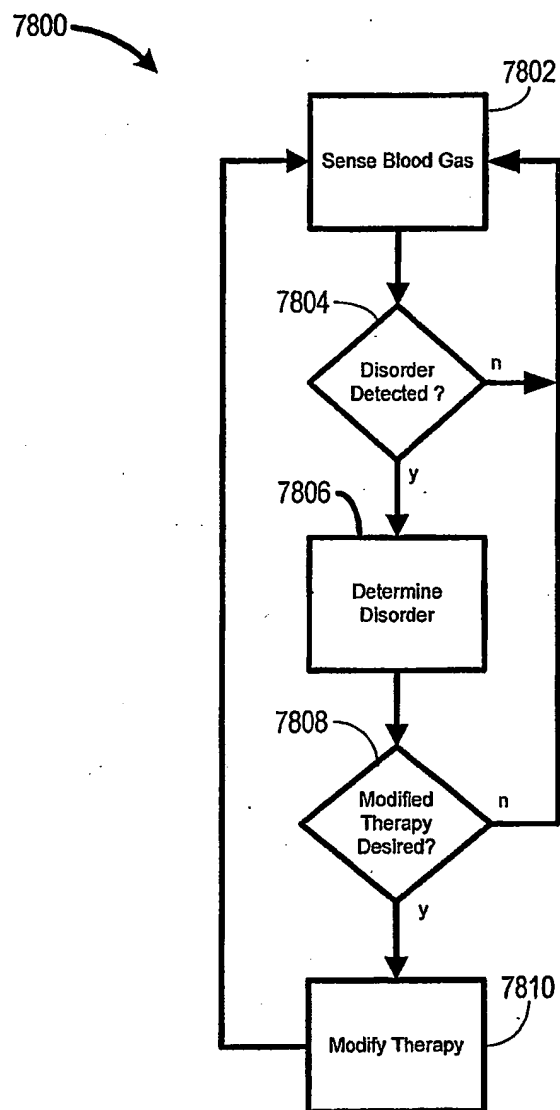 7800
7802
Sense Blood Gas
7804
Disorder
Detected ?
n
y
7806
Determine
Disorder
7808
Modified
Therapy
Desired?
n
y
7810
Modify Therapy